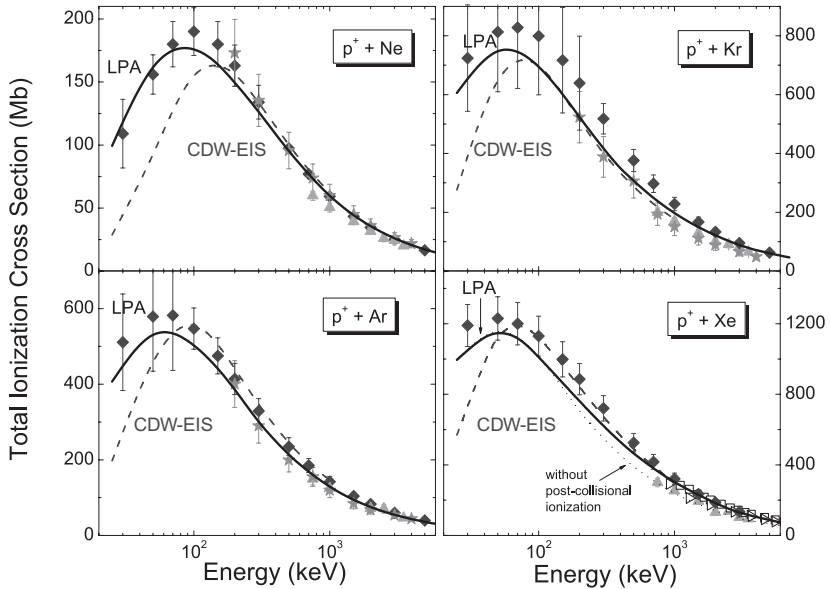 Total Ionization Cross Section (Mb)
200
150
100
50
0
LPA
CDW-EIS
p+ + Ne
800
600
400
200
0
CDW-EIS
p+ + Kr
600
400
200
0
LPA
CDW-EIS
p+ + Ar
10²
10³
Energy (keV)
1200
800
400
0
LPA
CDW-EIS
p+ + Xe
without
post-collisional
ionization
10²
10³
Energy (keV)
LPA